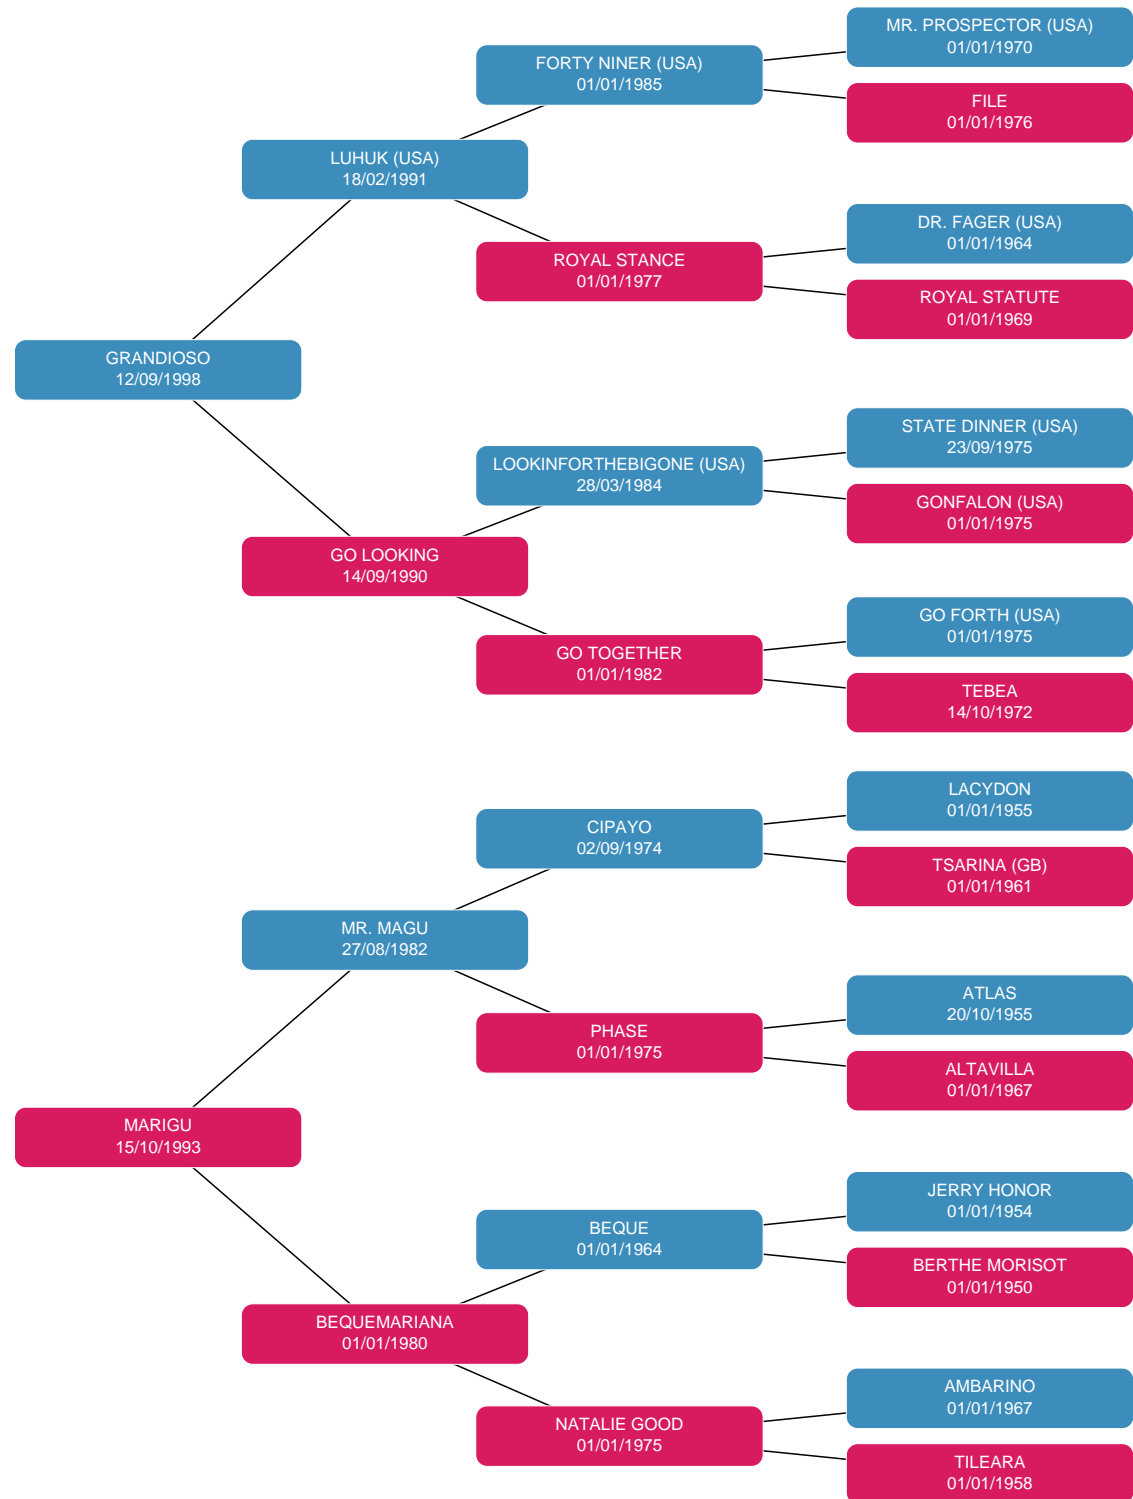 MR. PROSPECTOR (USA)
01/01/1970
FORTY NINER (USA)
01/01/1985
FILE
01/01/1976
LUHUK (USA)
18/02/1991
DR. FAGER (USA)
01/01/1964
ROYAL STANCE
01/01/1977
ROYAL STATUTE
01/01/1969
GRANDIOSO
12/09/1998
STATE DINNER (USA)
23/09/1975
LOOKINFORTHEBIGONE (USA)
28/03/1984
GONFALON (USA)
01/01/1975
GO LOOKING
14/09/1990
GO FORTH (USA)
01/01/1975
GO TOGETHER
01/01/1982
TEBEA
14/10/1972
LACYDON
01/01/1955
CIPAYO
02/09/1974
TSARINA (GB)
01/01/1961
MR. MAGU
27/08/1982
ATLAS
20/10/1955
PHASE
01/01/1975
ALTAVILLA
01/01/1967
MARIGU
15/10/1993
JERRY HONOR
01/01/1954
BEQUE
01/01/1964
BERTHE MORISOT
01/01/1950
BEQUEMARIANA
01/01/1980
AMBARINO
01/01/1967
NATALIE GOOD
01/01/1975
TILEARA
01/01/1958